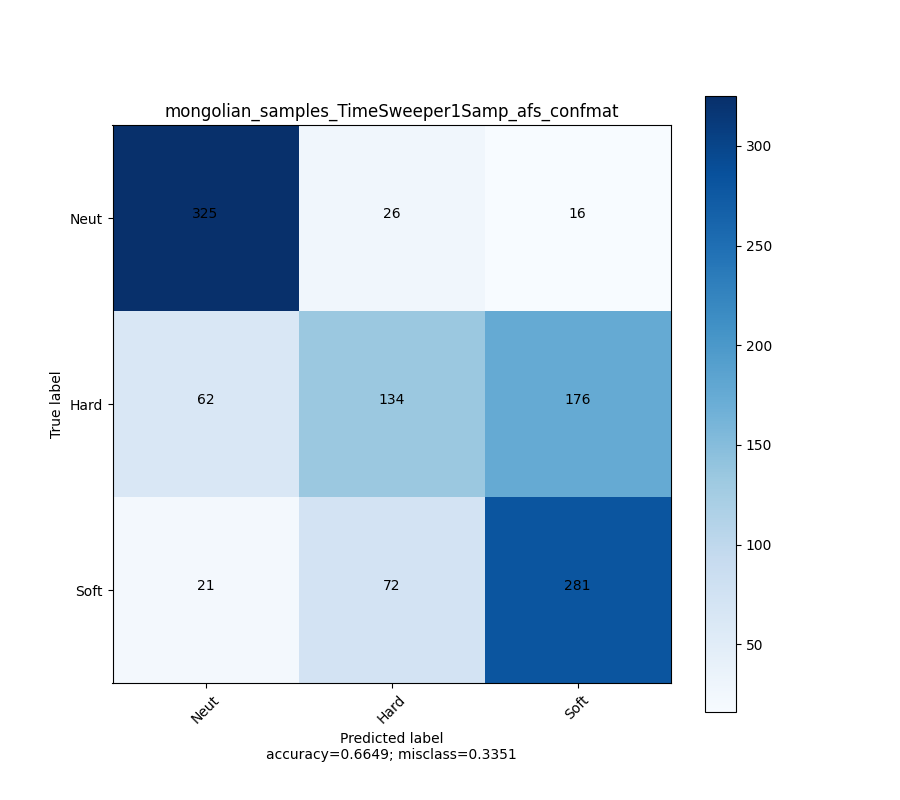 mongolian_samples_TimeSweeper1Samp_afs_confmat
Neut 325 26 16
Hard 62 134 176
Soft 21 72 281
Neut Hard Soft
True label
Predicted label
accuracy=0.6649; misclass=0.3351
300
250
200
150
100
50